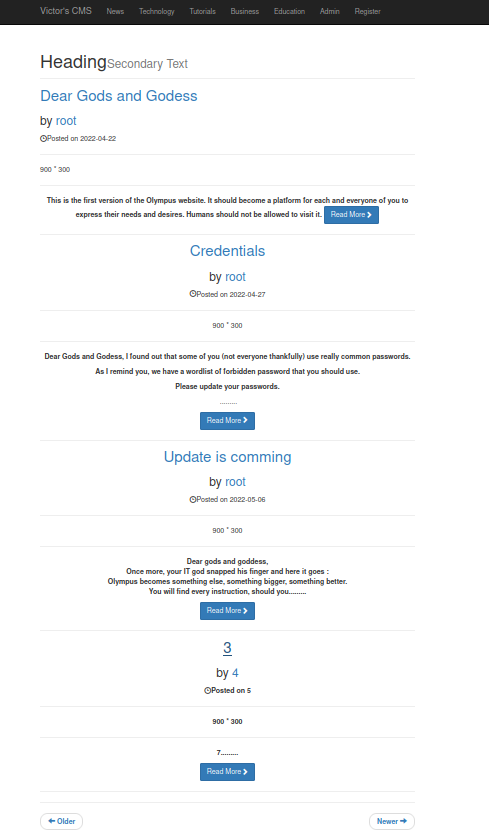 Victor's CMS News Technology Tutorials Business Education Admin Register
HeadingSecondary Text
Dear Gods and Godess
by root
Posted on 2022-04-22
900 * 300
This is the first version of the Olympus website. It should become a platform for each and everyone of you to
express their needs and desires. Humans should not be allowed to visit it. Read More
Credentials
by root
Posted on 2022-04-27
900 * 300
Dear Gods and Godess, I found out that some of you (not everyone thankfully) use really common passwords.
As I remind you, we have a wordlist of forbidden password that you should use.
Please update your passwords.
.........
Read More
Update is comming
by root
Posted on 2022-05-06
900 * 300
Dear gods and goddess,
Once more, your IT god snapped his finger and here it goes :
Olympus becomes something else, something bigger, something better.
You will find every instruction, should you.........
Read More
3
by 4
Posted on 5
900 * 300
7.........
Read More
Older Newer